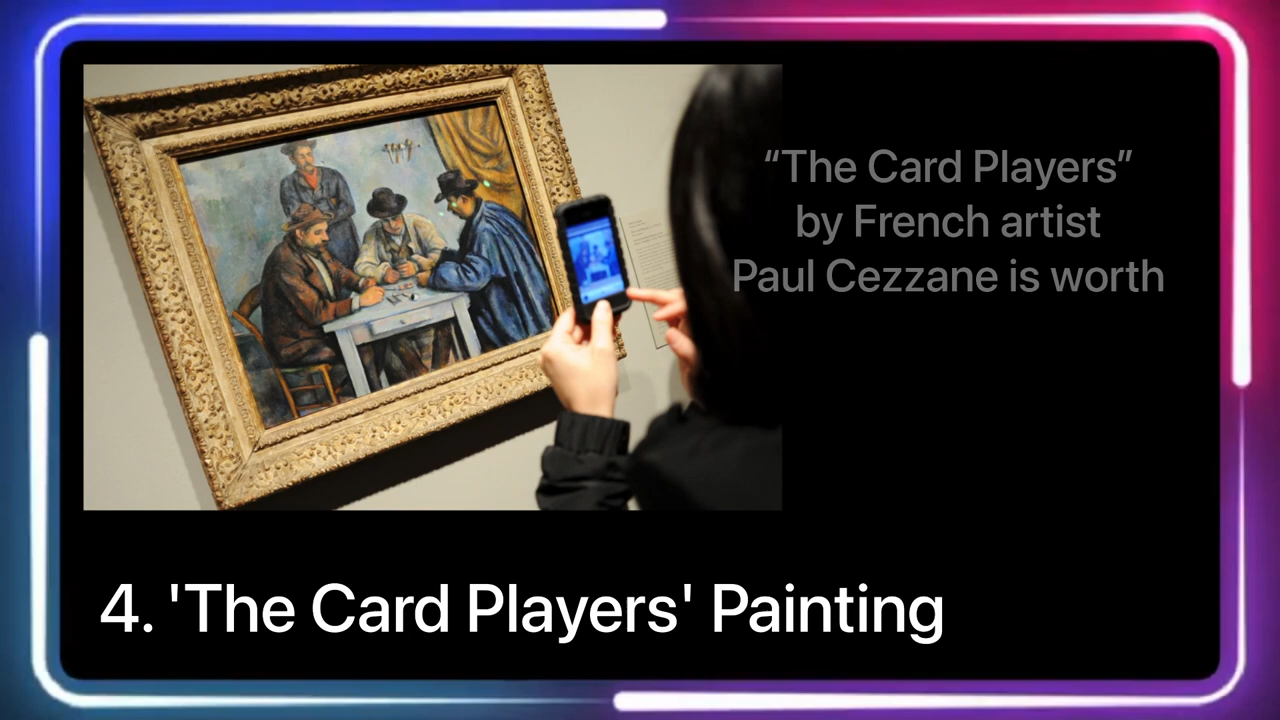 “The Card Players”
by French artist
Paul Cezzane is worth
4. 'The Card Players' Painting